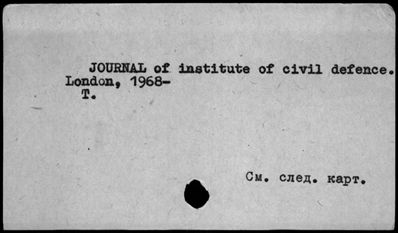 JOURNAL of institute of civil defence.
London, 1968-
T.
См. след. карт.